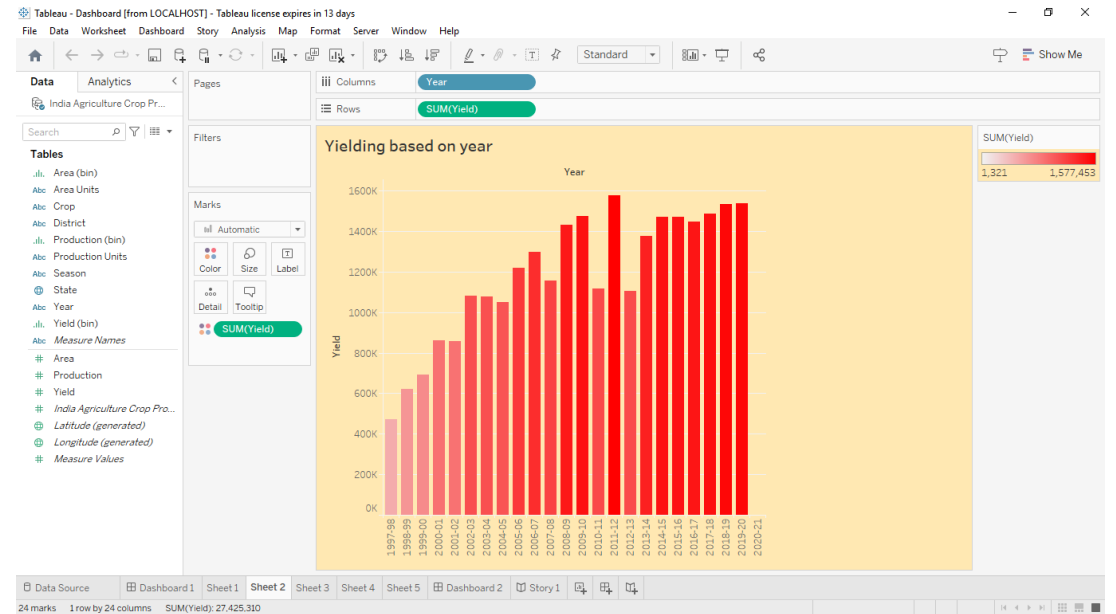 Tableau - Dashboard [from LOCALHOST] - Tableau license expires in 13 days
File Data Worksheet Dashboard Story Analysis Map Format Server Window Help
Standard
Show Me
Data Analytics
India Agriculture Crop Pr...
Search
Tables
Area (bin)
Abc Area Units
Abc Crop
Abc District
Production (bin)
Abc Production Units
Abc Season
State
Abc Year
Yield (bin)
Abc Measure Names
# Area
# Production
# Yield
# India Agriculture Crop Pro...
Latitude (generated)
Longitude (generated)
# Measure Values
Pages
Filters
Marks
Automatic
Color Size Label
Detail Tooltip
SUM(Yield)
Columns Year
Rows SUM(Yield)
Yielding based on year
Year
1600K
1400K
1200K
1000K
800K
600K
400K
200K
0K
Yield
1997-98
1998-99
1999-00
2000-01
2001-02
2002-03
2003-04
2004-05
2005-06
2006-07
2007-08
2008-09
2009-10
2010-11
2011-12
2012-13
2013-14
2014-15
2015-16
2016-17
2017-18
2018-19
2019-20
2020-21
SUM(Yield)
1,321 1,577,453
Data Source Dashboard 1 Sheet 1 Sheet 2 Sheet 3 Sheet 4 Sheet 5 Dashboard 2 Story 1
24 marks 1 row by 24 columns SUM(Yield): 27,425,310